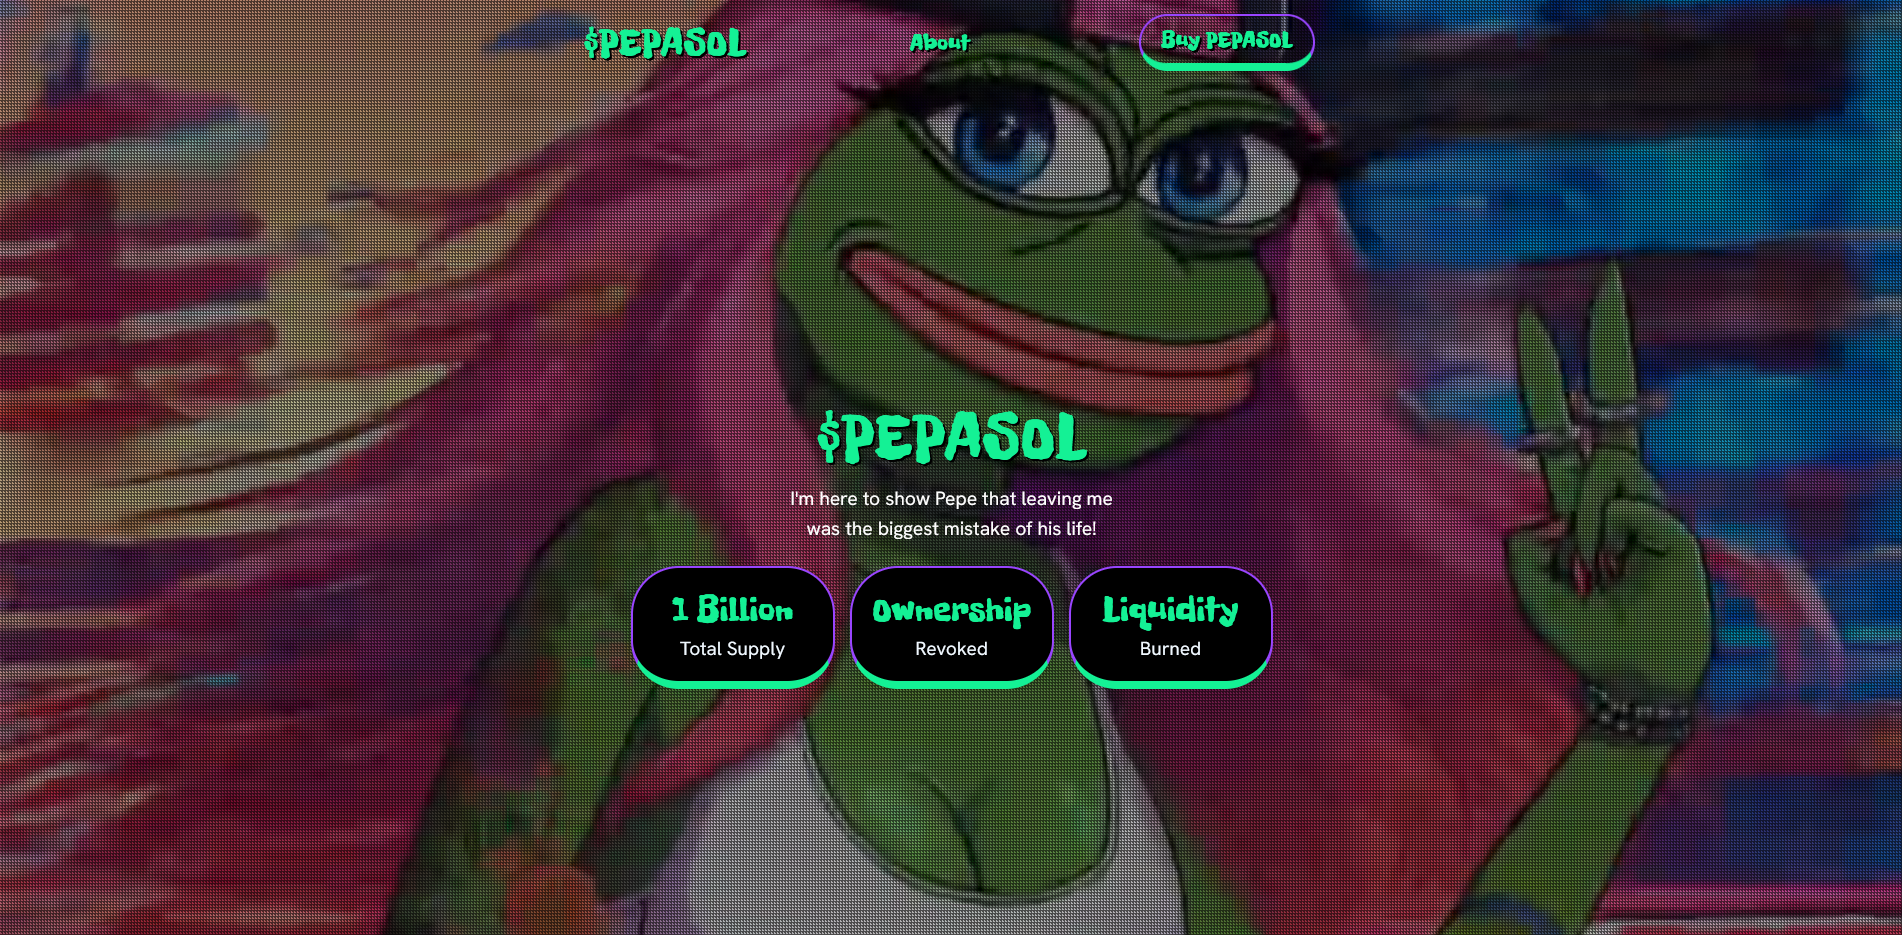 $PEPASOL
About
Buy PEPASOL
$PEPASOL
I'm here to show Pepe that leaving me
was the biggest mistake of his life!
1 Billion
Total Supply
Ownership
Revoked
Liquidity
Burned